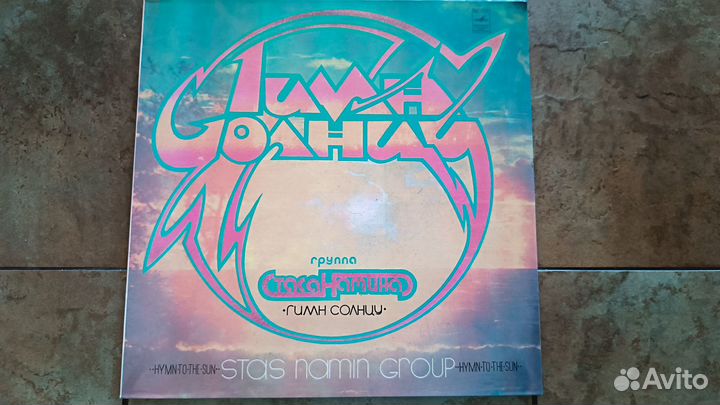 Гимн
Солнцу
группа
Стаса Намина
·ГИМН СОЛНЦУ·
··HYMN·TO·THE·SUN·· STAS NAMIN GROUP ··HYMN·TO·THE·SUN··
Avito